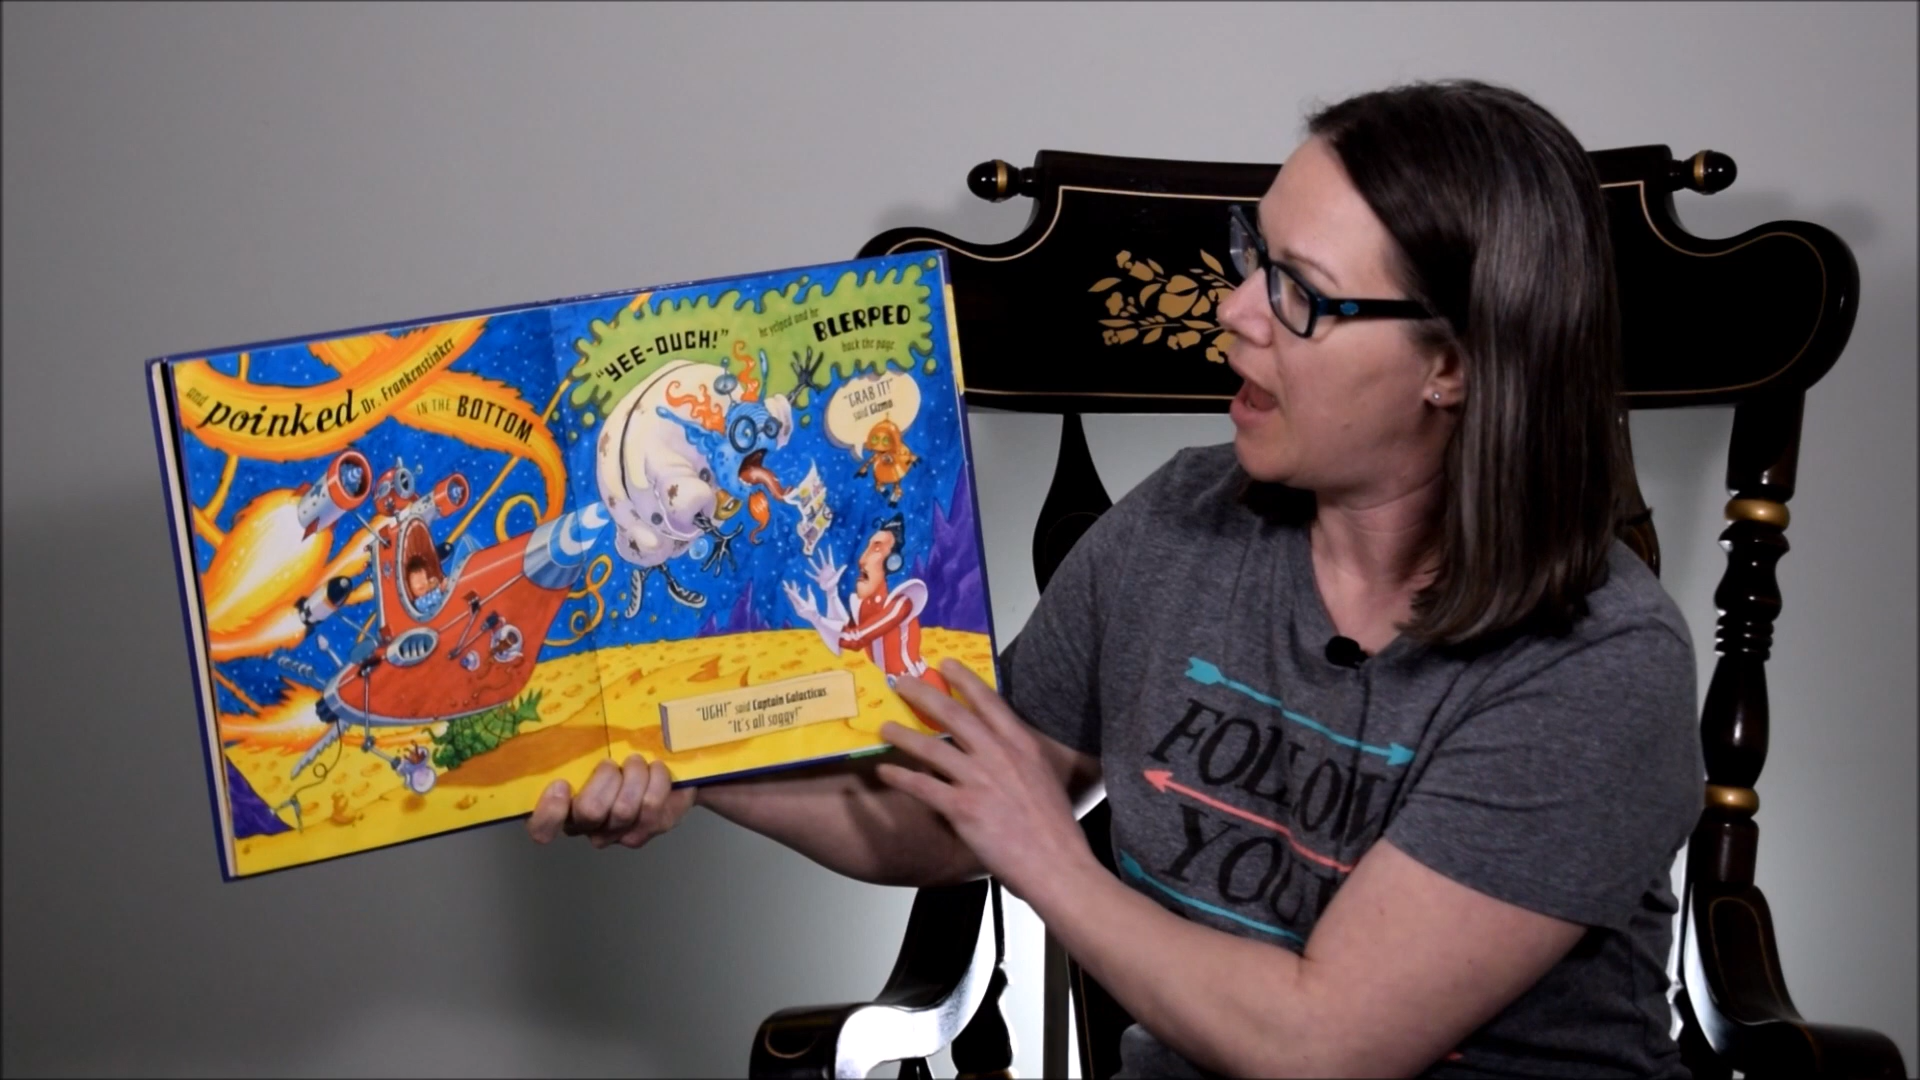 and poinked Dr. Frankenstinker
IN THE BOTTOM.
"YEE-OUCH!"
he yelped and he
BLERPED
back the page
"GRAB IT!"
said Gizmo
"UGH!" said Captain Galacticus.
"It's all soggy!"
FOLLOW
YOU